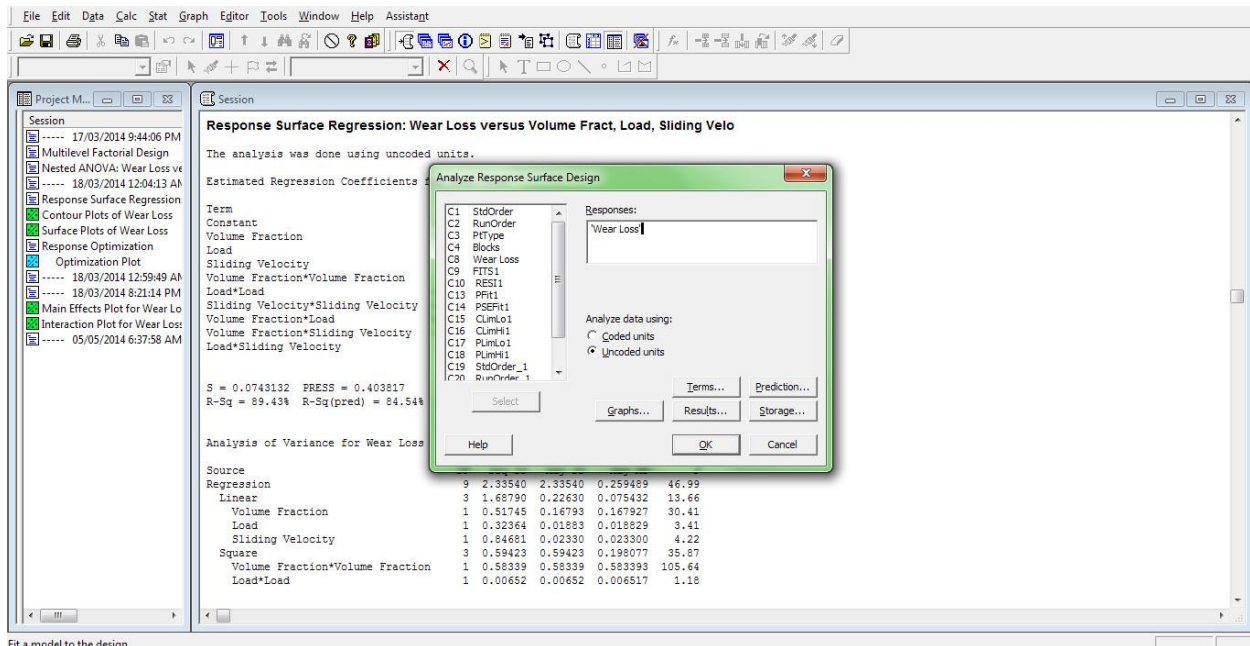 File Edit Data Calc Stat Graph Editor Tools Window Help Assistant
Project M...
Session
----- 17/03/2014 9:44:06 PM
Multilevel Factorial Design
Nested ANOVA: Wear Loss ve
----- 18/03/2014 12:04:13 AM
Response Surface Regression:
Contour Plots of Wear Loss
Surface Plots of Wear Loss
Response Optimization
Optimization Plot
----- 18/03/2014 12:59:49 AM
----- 18/03/2014 8:21:14 PM
Main Effects Plot for Wear Lo
Interaction Plot for Wear Loss
----- 05/05/2014 6:37:58 AM
Session
Response Surface Regression: Wear Loss versus Volume Fract, Load, Sliding Velo
The analysis was done using uncoded units.
Estimated Regression Coefficients
Term
Constant
Volume Fraction
Load
Sliding Velocity
Volume Fraction*Volume Fraction
Load*Load
Sliding Velocity*Sliding Velocity
Volume Fraction*Load
Volume Fraction*Sliding Velocity
Load*Sliding Velocity
S = 0.0743132 PRESS = 0.403817
R-Sq = 89.43% R-Sq(pred) = 84.54%
Analysis of Variance for Wear Loss
Source
Regression 9 2.33540 2.33540 0.259489 46.99
Linear 3 1.68790 0.22630 0.075432 13.66
Volume Fraction 1 0.51745 0.16793 0.167927 30.41
Load 1 0.32364 0.01883 0.018829 3.41
Sliding Velocity 1 0.84681 0.02330 0.023300 4.22
Square 3 0.59423 0.59423 0.198077 35.87
Volume Fraction*Volume Fraction 1 0.58339 0.58339 0.583393 105.64
Load*Load 1 0.00652 0.00652 0.006517 1.18
Analyze Response Surface Design
C1 StdOrder
C2 RunOrder
C3 PtType
C4 Blocks
C8 Wear Loss
C9 FITS1
C10 RESI1
C13 PFit1
C14 PSEFit1
C15 CLimLo1
C16 CLimHi1
C17 PLimLo1
C18 PLimHi1
C19 StdOrder_1
C20 RunOrder_1
Select
Help
Responses:
'Wear Loss'
Analyze data using:
Coded units
Uncoded units
Terms... Prediction...
Graphs... Results... Storage...
OK Cancel
Fit a model to the design